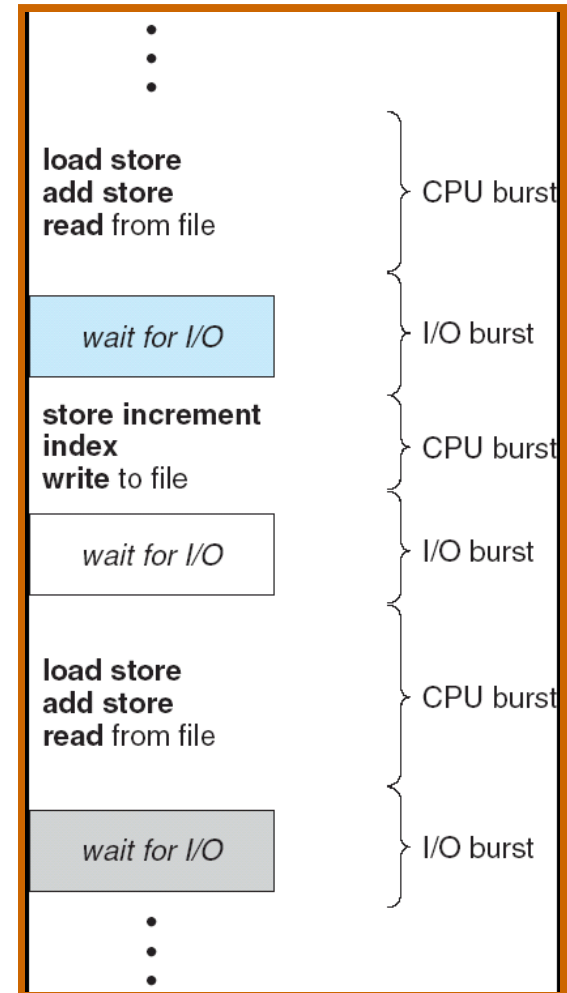 load store
add store
read from file
CPU burst
wait for I/O
I/O burst
store increment
index
write to file
CPU burst
wait for I/O
I/O burst
load store
add store
read from file
CPU burst
wait for I/O
I/O burst